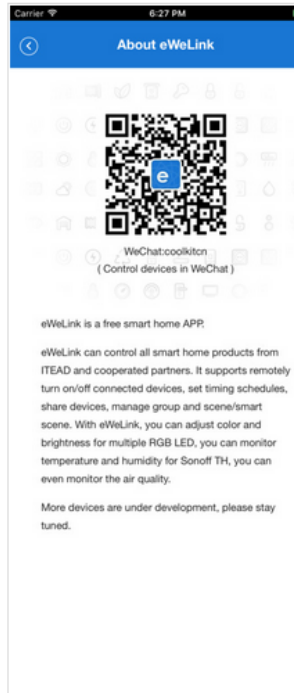 Carrier 6:27 PM
About eWeLink
e
WeChat:coolkitcn
( Control devices in WeChat )
eWeLink is a free smart home APP.
eWeLink can control all smart home products from
ITEAD and cooperated partners. It supports remotely
turn on/off connected devices, set timing schedules,
share devices, manage group and scene/smart
scene. With eWeLink, you can adjust color and
brightness for multiple RGB LED, you can monitor
temperature and humidity for Sonoff TH, you can
even monitor the air quality.
More devices are under development, please stay
tuned.